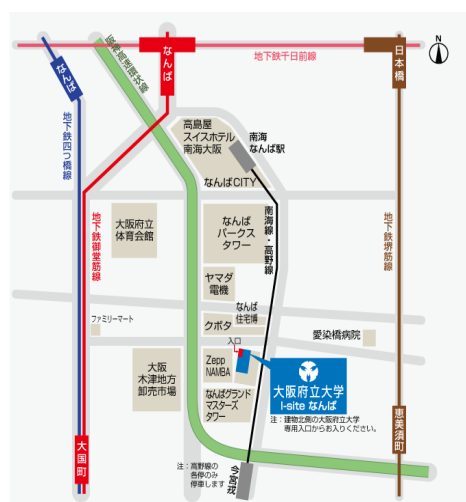 N
なんば
なんば
日本橋
地下鉄千日前線
阪神高速環状線
地下鉄四つ橋線
高島屋
スイスホテル
南海大阪
南海
なんば駅
なんばCITY
地下鉄御堂筋線
大阪府立
体育会館
なんば
パークス
タワー
南海線・高野線
地下鉄堺筋線
ヤマダ
電機
なんば
住宅博
ファミリーマート
クボタ
入口
愛染橋病院
大阪
木津地方
卸売市場
Zepp
NAMBA
大阪府立大学
i-site なんば
注：建物北側の大阪府立大学
専用入口からお入りください。
なんばグランド
マスターズ
タワー
恵美須町
大国町
注：高野線の
各停のみ
停車します
今宮戎